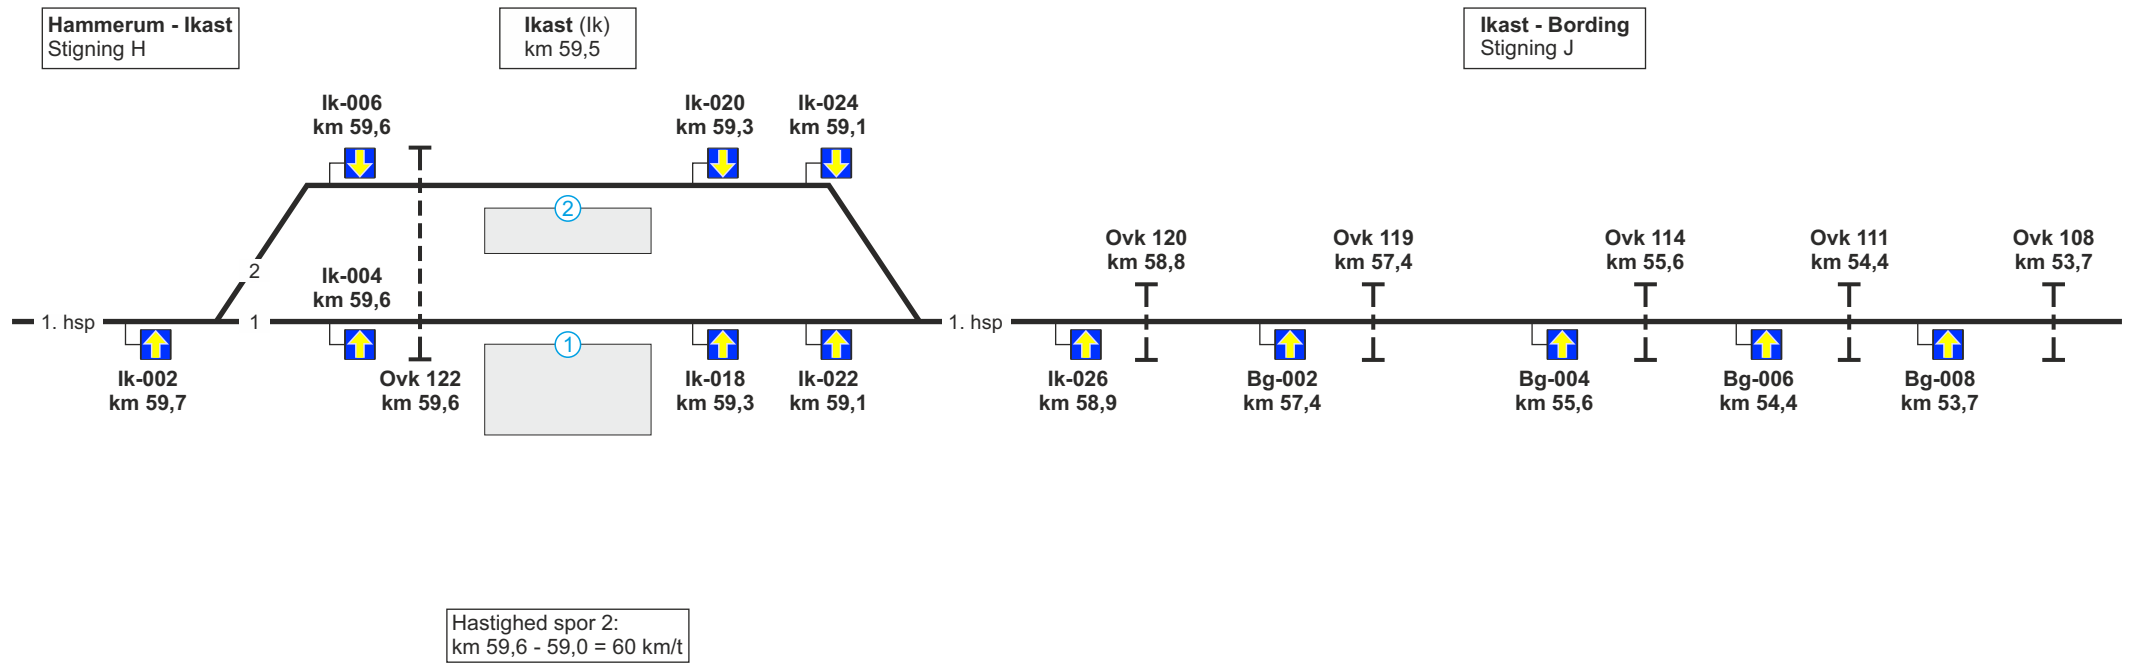 Hammerum - Ikast
Stigning H
Ikast (Ik)
km 59,5
Ikast - Bording
Stigning J
Ik-006
km 59,6
Ik-020
km 59,3
Ik-024
km 59,1
2
2
Ik-004
km 59,6
Ovk 120
km 58,8
Ovk 119
km 57,4
Ovk 114
km 55,6
Ovk 111
km 54,4
Ovk 108
km 53,7
1. hsp
1
1. hsp
1
Ik-002
km 59,7
Ovk 122
km 59,6
Ik-018
km 59,3
Ik-022
km 59,1
Ik-026
km 58,9
Bg-002
km 57,4
Bg-004
km 55,6
Bg-006
km 54,4
Bg-008
km 53,7
Hastighed spor 2:
km 59,6 - 59,0 = 60 km/t